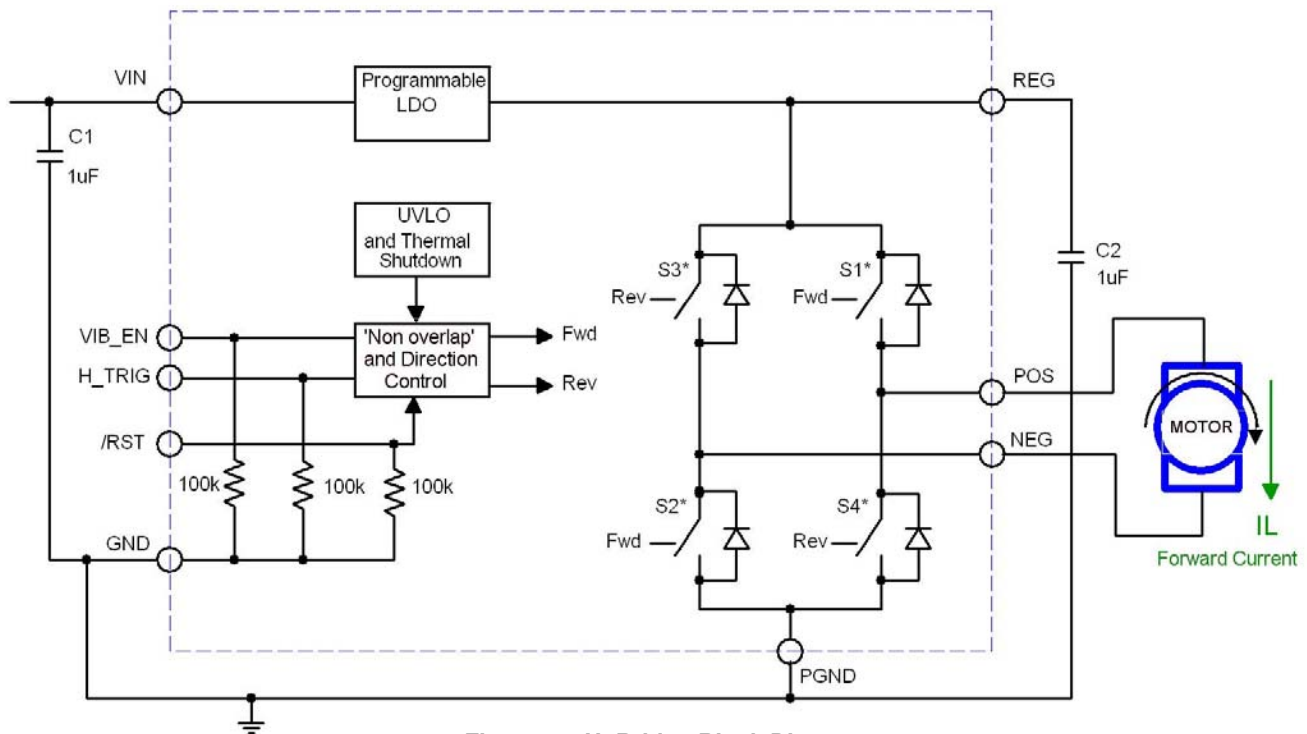 VIN
Programmable
LDO
REG
C1
1uF
UVLO
and Thermal
Shutdown
S3*
Rev
S1*
Fwd
C2
1uF
VIB_EN
H_TRIG
/RST
'Non overlap'
and Direction
Control
Fwd
Rev
POS
NEG
MOTOR
100k
100k
100k
S2*
Fwd
S4*
Rev
GND
IL
Forward Current
PGND